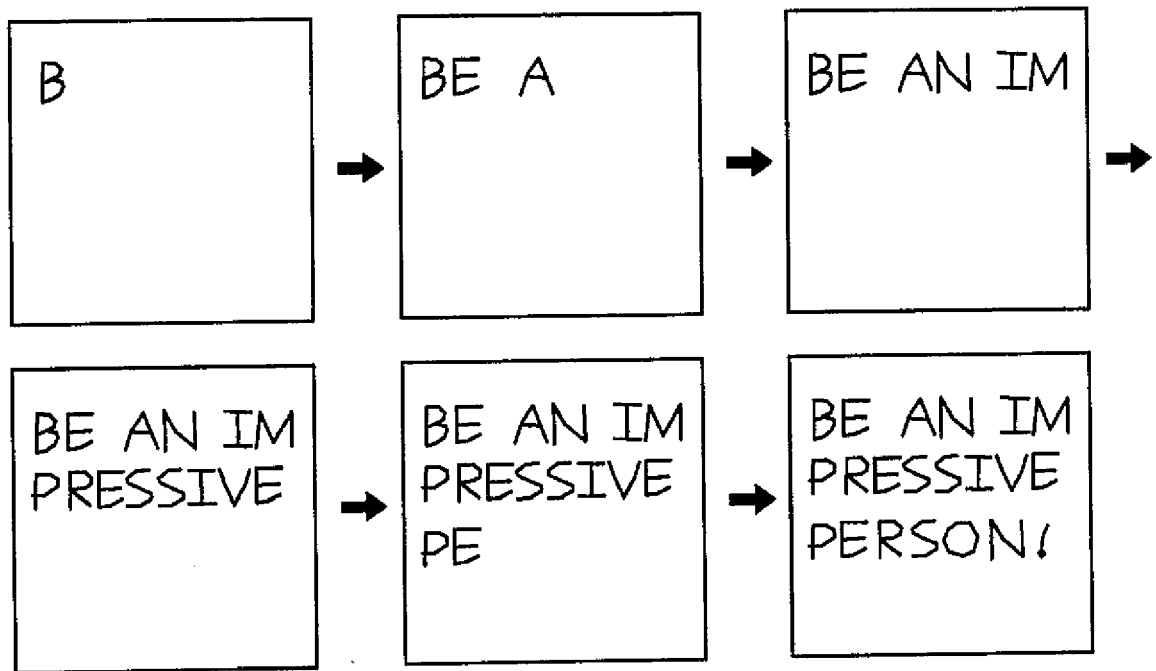 B
BE A
BE AN IM
BE AN IM
PRESSIVE
BE AN IM
PRESSIVE
PE
BE AN IM
PRESSIVE
PERSON!